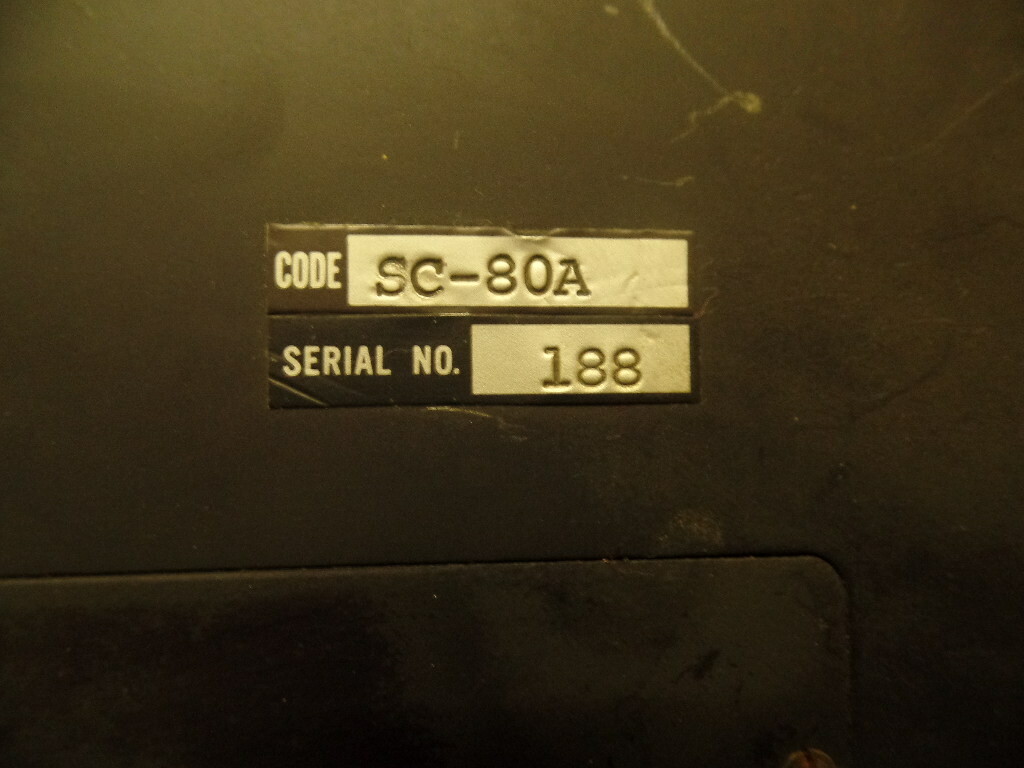 CODE SC-80A
SERIAL NO. 188